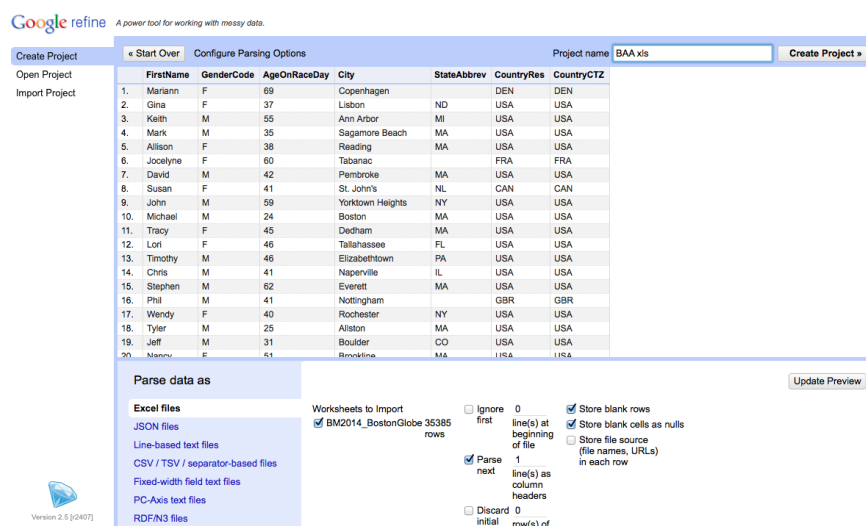 Google refine A power tool for working with messy data.
Create Project
Open Project
Import Project
« Start Over Configure Parsing Options Project name BAA xls Create Project »
FirstName GenderCode AgeOnRaceDay City StateAbbrev CountryRes CountryCTZ
1. Mariann F 69 Copenhagen DEN DEN
2. Gina F 37 Lisbon ND USA USA
3. Keith M 55 Ann Arbor MI USA USA
4. Mark M 35 Sagamore Beach MA USA USA
5. Allison F 38 Reading MA USA USA
6. Jocelyne F 60 Tabanac FRA FRA
7. David M 42 Pembroke MA USA USA
8. Susan F 41 St. John's NL CAN CAN
9. John M 59 Yorktown Heights NY USA USA
10. Michael M 24 Boston MA USA USA
11. Tracy F 45 Dedham MA USA USA
12. Lori F 46 Tallahassee FL USA USA
13. Timothy M 46 Elizabethtown PA USA USA
14. Chris M 41 Naperville IL USA USA
15. Stephen M 62 Everett MA USA USA
16. Phil M 41 Nottingham GBR GBR
17. Wendy F 40 Rochester NY USA USA
18. Tyler M 25 Allston MA USA USA
19. Jeff M 31 Boulder CO USA USA
20. Nancy F 51 Brookline MA USA USA
Parse data as
Update Preview
Excel files
JSON files
Line-based text files
CSV / TSV / separator-based files
Fixed-width field text files
PC-Axis text files
RDF/N3 files
Worksheets to Import
BM2014_BostonGlobe 35385
rows
Ignore 0
first line(s) at
beginning
of file
Parse 1
next line(s) as
column
headers
Discard 0
initial row(s) of
Store blank rows
Store blank cells as nulls
Store file source
(file names, URLs)
in each row
Version 2.5 [r2407]